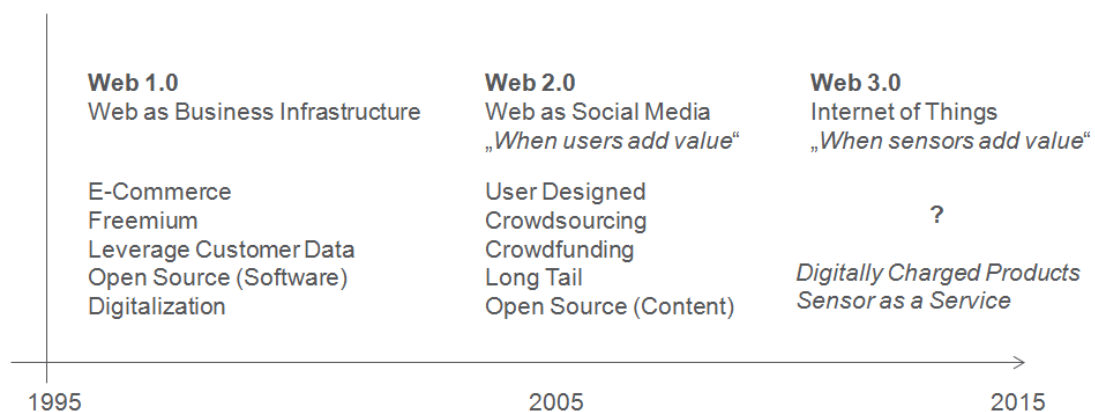 Web 1.0
Web as Business Infrastructure
E-Commerce
Freemium
Leverage Customer Data
Open Source (Software)
Digitalization
Web 2.0
Web as Social Media
„When users add value“
User Designed
Crowdsourcing
Crowdfunding
Long Tail
Open Source (Content)
Web 3.0
Internet of Things
„When sensors add value“
?
Digitally Charged Products
Sensor as a Service
1995
2005
2015